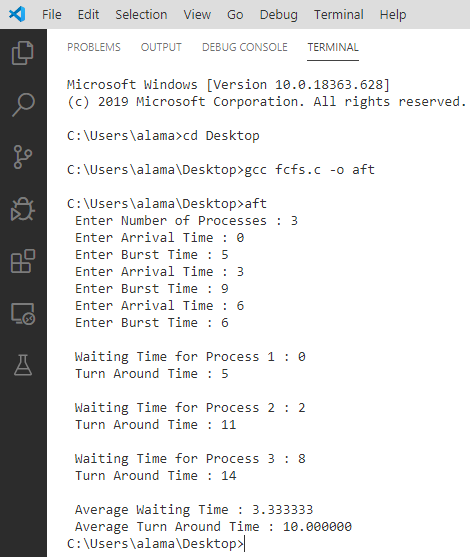 File Edit Selection View Go Debug Terminal Help
PROBLEMS OUTPUT DEBUG CONSOLE TERMINAL
Microsoft Windows [Version 10.0.18363.628]
(c) 2019 Microsoft Corporation. All rights reserved.
C:\Users\alama>cd Desktop
C:\Users\alama\Desktop>gcc fcfs.c -o aft
C:\Users\alama\Desktop>aft
Enter Number of Processes : 3
Enter Arrival Time : 0
Enter Burst Time : 5
Enter Arrival Time : 3
Enter Burst Time : 9
Enter Arrival Time : 6
Enter Burst Time : 6
Waiting Time for Process 1 : 0
Turn Around Time : 5
Waiting Time for Process 2 : 2
Turn Around Time : 11
Waiting Time for Process 3 : 8
Turn Around Time : 14
Average Waiting Time : 3.333333
Average Turn Around Time : 10.000000
C:\Users\alama\Desktop>